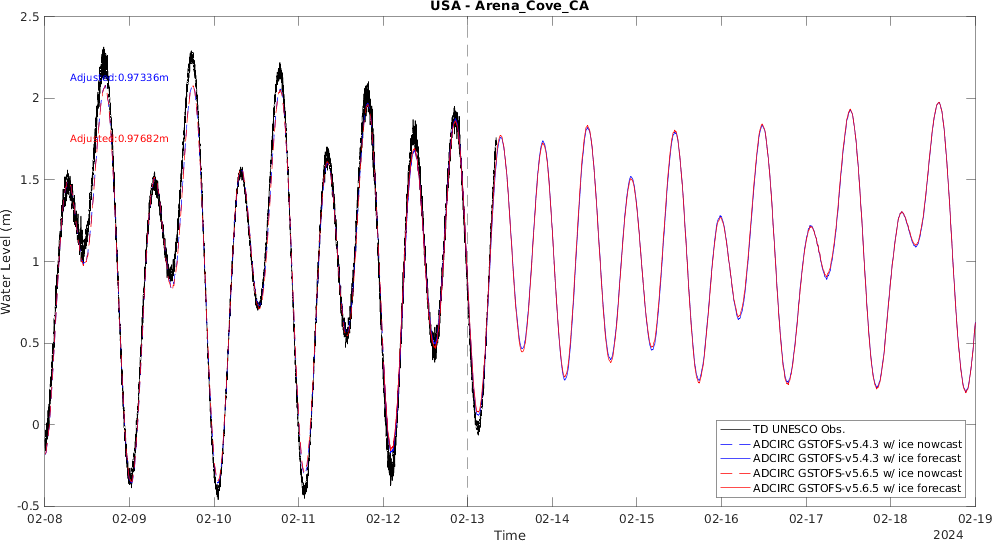 USA - Arena_Cove_CA
2.5
2
1.5
1
0.5
0
-0.5
Water Level (m)
Adjusted:0.97336m
Adjusted:0.97682m
TD UNESCO Obs.
ADCIRC GSTOFS-v5.4.3 w/ ice nowcast
ADCIRC GSTOFS-v5.4.3 w/ ice forecast
ADCIRC GSTOFS-v5.6.5 w/ ice nowcast
ADCIRC GSTOFS-v5.6.5 w/ ice forecast
02-08 02-09 02-10 02-11 02-12 02-13 02-14 02-15 02-16 02-17 02-18 02-19
Time
2024